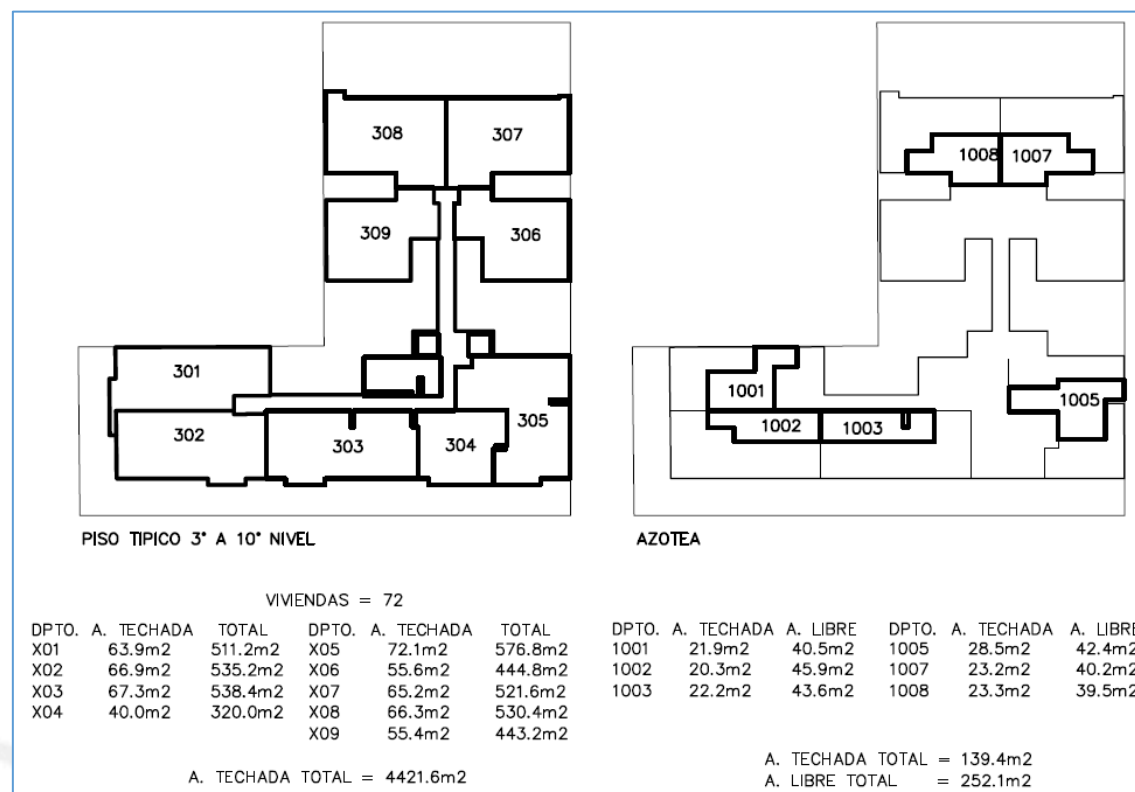 308
307
309
306
301
302
303
304
305
PISO TIPICO 3° A 10° NIVEL
1008
1007
1001
1002
1003
1005
AZOTEA
VIVIENDAS = 72
DPTO. A. TECHADA TOTAL DPTO. A. TECHADA TOTAL
X01 63.9m2 511.2m2 X05 72.1m2 576.8m2
X02 66.9m2 535.2m2 X06 55.6m2 444.8m2
X03 67.3m2 538.4m2 X07 65.2m2 521.6m2
X04 40.0m2 320.0m2 X08 66.3m2 530.4m2
X09 55.4m2 443.2m2
A. TECHADA TOTAL = 4421.6m2
DPTO. A. TECHADA A. LIBRE DPTO. A. TECHADA A. LIBRE
1001 21.9m2 40.5m2 1005 28.5m2 42.4m2
1002 20.3m2 45.9m2 1007 23.2m2 40.2m2
1003 22.2m2 43.6m2 1008 23.3m2 39.5m2
A. TECHADA TOTAL = 139.4m2
A. LIBRE TOTAL = 252.1m2